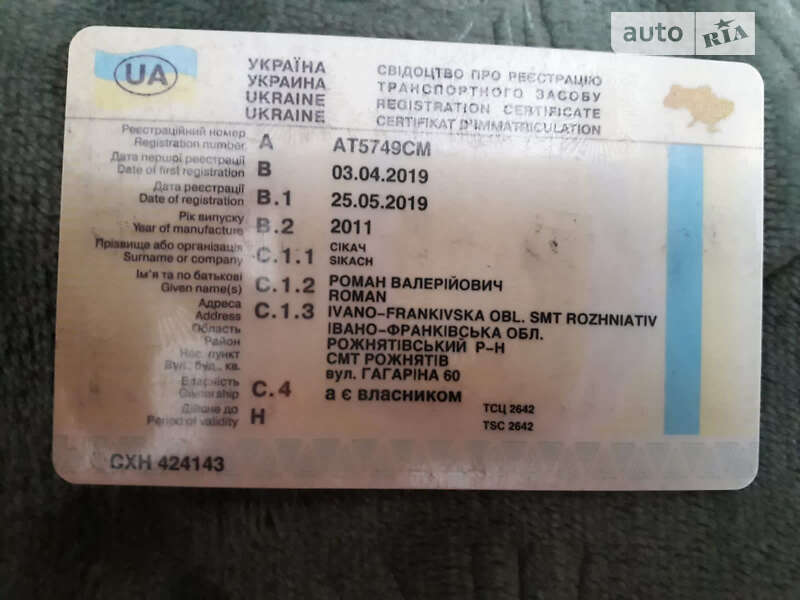 auto RIA
UA
УКРАЇНА
УКРАИНА
UKRAINE
UKRAINE
СВІДОЦТВО ПРО РЕЄСТРАЦІЮ
ТРАНСПОРТНОГО ЗАСОБУ
REGISTRATION CERTIFICATE
CERTIFIKAT D'IMMATRICULATION
Реєстраційний номер
Registration number A AT5749CM
Дата першої реєстрації
Date of first registration B 03.04.2019
Дата реєстрації
Date of registration B.1 25.05.2019
Рік випуску
Year of manufacture B.2 2011
Прізвище або організація
Surname or company C.1.1 СІКАЧ
SIKACH
Ім'я та по батькові
Given name(s) C.1.2 РОМАН ВАЛЕРІЙОВИЧ
ROMAN
Адреса
Address C.1.3 IVANO-FRANKIVSKA OBL. SMT ROZHNIATIV
Область ІВАНО-ФРАНКІВСЬКА ОБЛ.
Район РОЖНЯТІВСЬКИЙ Р-Н
Нас. пункт СМТ РОЖНЯТІВ
Вул., буд., кв. вул. ГАГАРІНА 60
Власність
Ownership C.4 а є власником
Дійсне до
Period of validity H
ТСЦ 2642
TSC 2642
СХН 424143